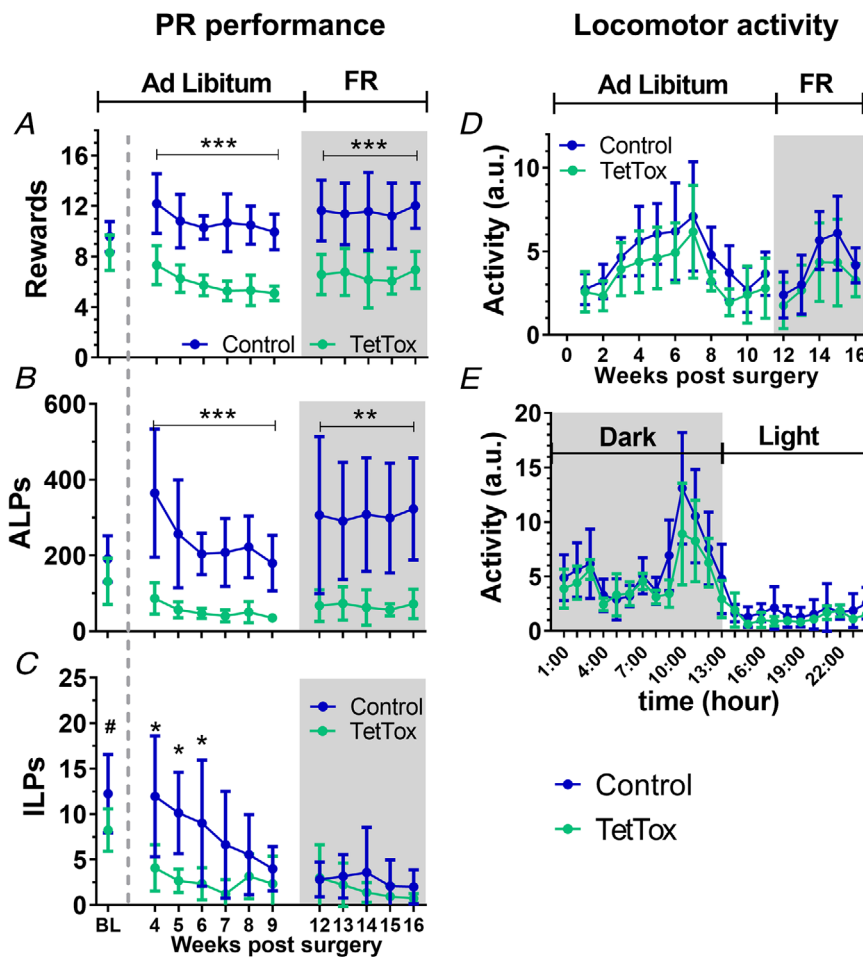 PR performance
Locomotor activity
Ad Libitum
FR
Ad Libitum
FR
A
16
12
8
4
0
Rewards
***
***
Control
TetTox
B
600
400
200
0
ALPs
***
**
C
25
20
15
10
5
0
ILPs
#
*
*
*
Control
TetTox
BL
4
5
6
7
8
9
12
13
14
15
16
Weeks post surgery
D
10
5
0
Activity (a.u.)
Control
TetTox
0
2
4
6
8
10
12
14
16
Weeks post surgery
E
20
15
10
5
0
Activity (a.u.)
Dark
Light
1:00
4:00
7:00
10:00
13:00
16:00
19:00
22:00
time (hour)
Control
TetTox